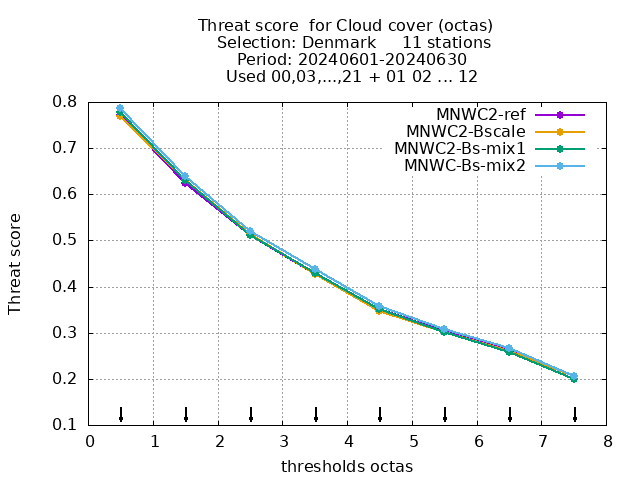 Threat score  for Cloud cover (octas)
Selection: Denmark     11 stations
Period: 20240601-20240630
Used 00,03,...,21 + 01 02 ... 12
MNWC2-ref
MNWC2-Bscale
MNWC2-Bs-mix1
MNWC-Bs-mix2
0.8
0.7
0.6
0.5
0.4
0.3
0.2
0.1
Threat score
0 1 2 3 4 5 6 7 8
thresholds octas